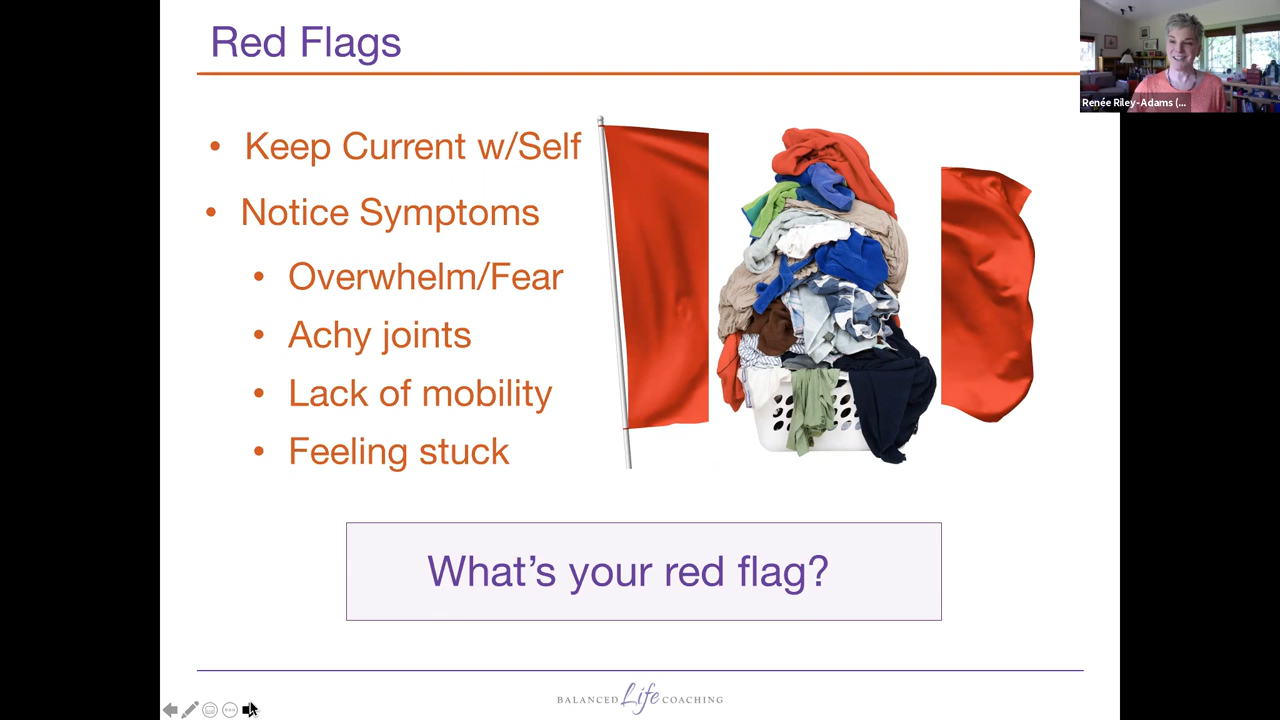 Red Flags
Renée Riley-Adams (...
• Keep Current w/Self
• Notice Symptoms
• Overwhelm/Fear
• Achy joints
• Lack of mobility
• Feeling stuck
What's your red flag?
BALANCED Life COACHING